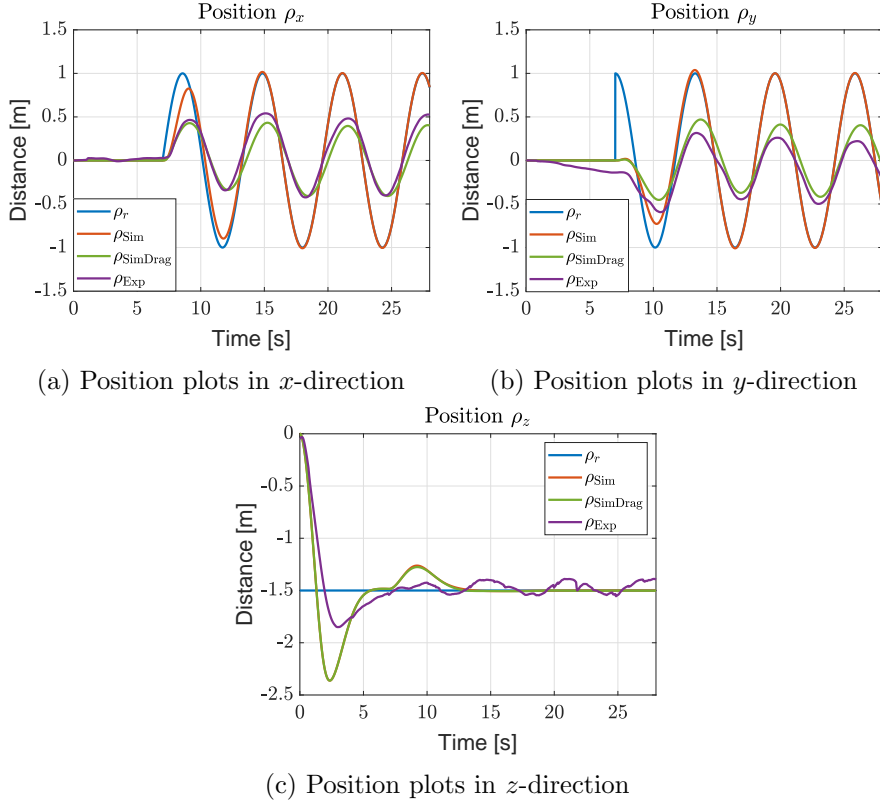 Position ρx
1.5
1
0.5
0
-0.5
-1
-1.5
Distance [m]
ρr
ρSim
ρSimDrag
ρExp
0 5 10 15 20 25
Time [s]
(a) Position plots in x-direction
Position ρy
1.5
1
0.5
0
-0.5
-1
-1.5
Distance [m]
ρr
ρSim
ρSimDrag
ρExp
0 5 10 15 20 25
Time [s]
(b) Position plots in y-direction
Position ρz
0
-0.5
-1
-1.5
-2
-2.5
Distance [m]
ρr
ρSim
ρSimDrag
ρExp
0 5 10 15 20 25
Time [s]
(c) Position plots in z-direction